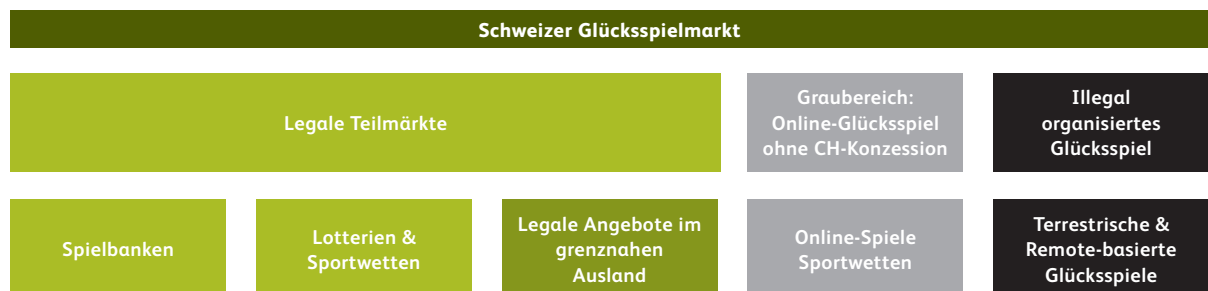 Schweizer Glücksspielmarkt
Legale Teilmärkte
Graubereich:
Online-Glücksspiel
ohne CH-Konzession
Illegal
organisiertes
Glücksspiel
Spielbanken
Lotterien &
Sportwetten
Legale Angebote im
grenznahen
Ausland
Online-Spiele
Sportwetten
Terrestrische &
Remote-basierte
Glücksspiele